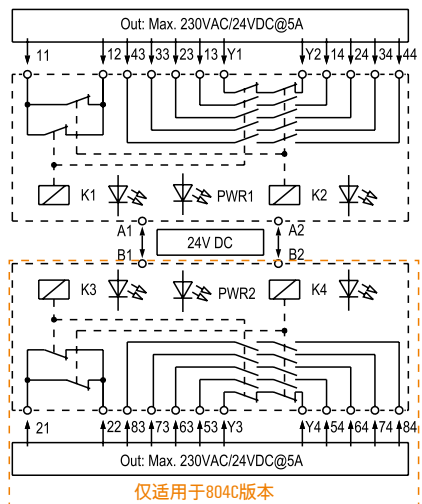 Out: Max. 230VAC/24VDC@5A
11 12 43 33 23 13 Y1 Y2 14 24 34 44
K1 PWR1 K2
A1 A2
24V DC
B1 B2
K3 PWR2 K4
21 22 83 73 63 53 Y3 Y4 54 64 74 84
Out: Max. 230VAC/24VDC@5A
仅适用于804C版本